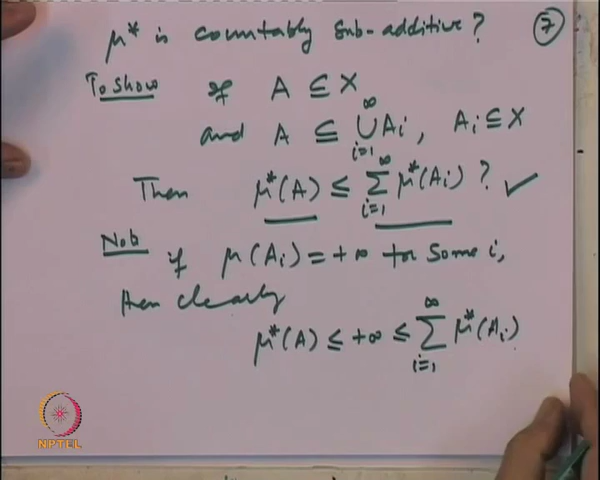 μ* is countably sub-additive? ⑦
To show If A ⊆ X
and A ⊆ ⋃_{i=1}^{∞} A_i, A_i ⊆ X
Then μ*(A) ≤ ∑_{i=1}^{∞} μ*(A_i)? ✓
Note if μ(A_i) = +∞ for some i,
then clearly
μ*(A) ≤ +∞ ≤ ∑_{i=1}^{∞} μ*(A_i)
NPTEL